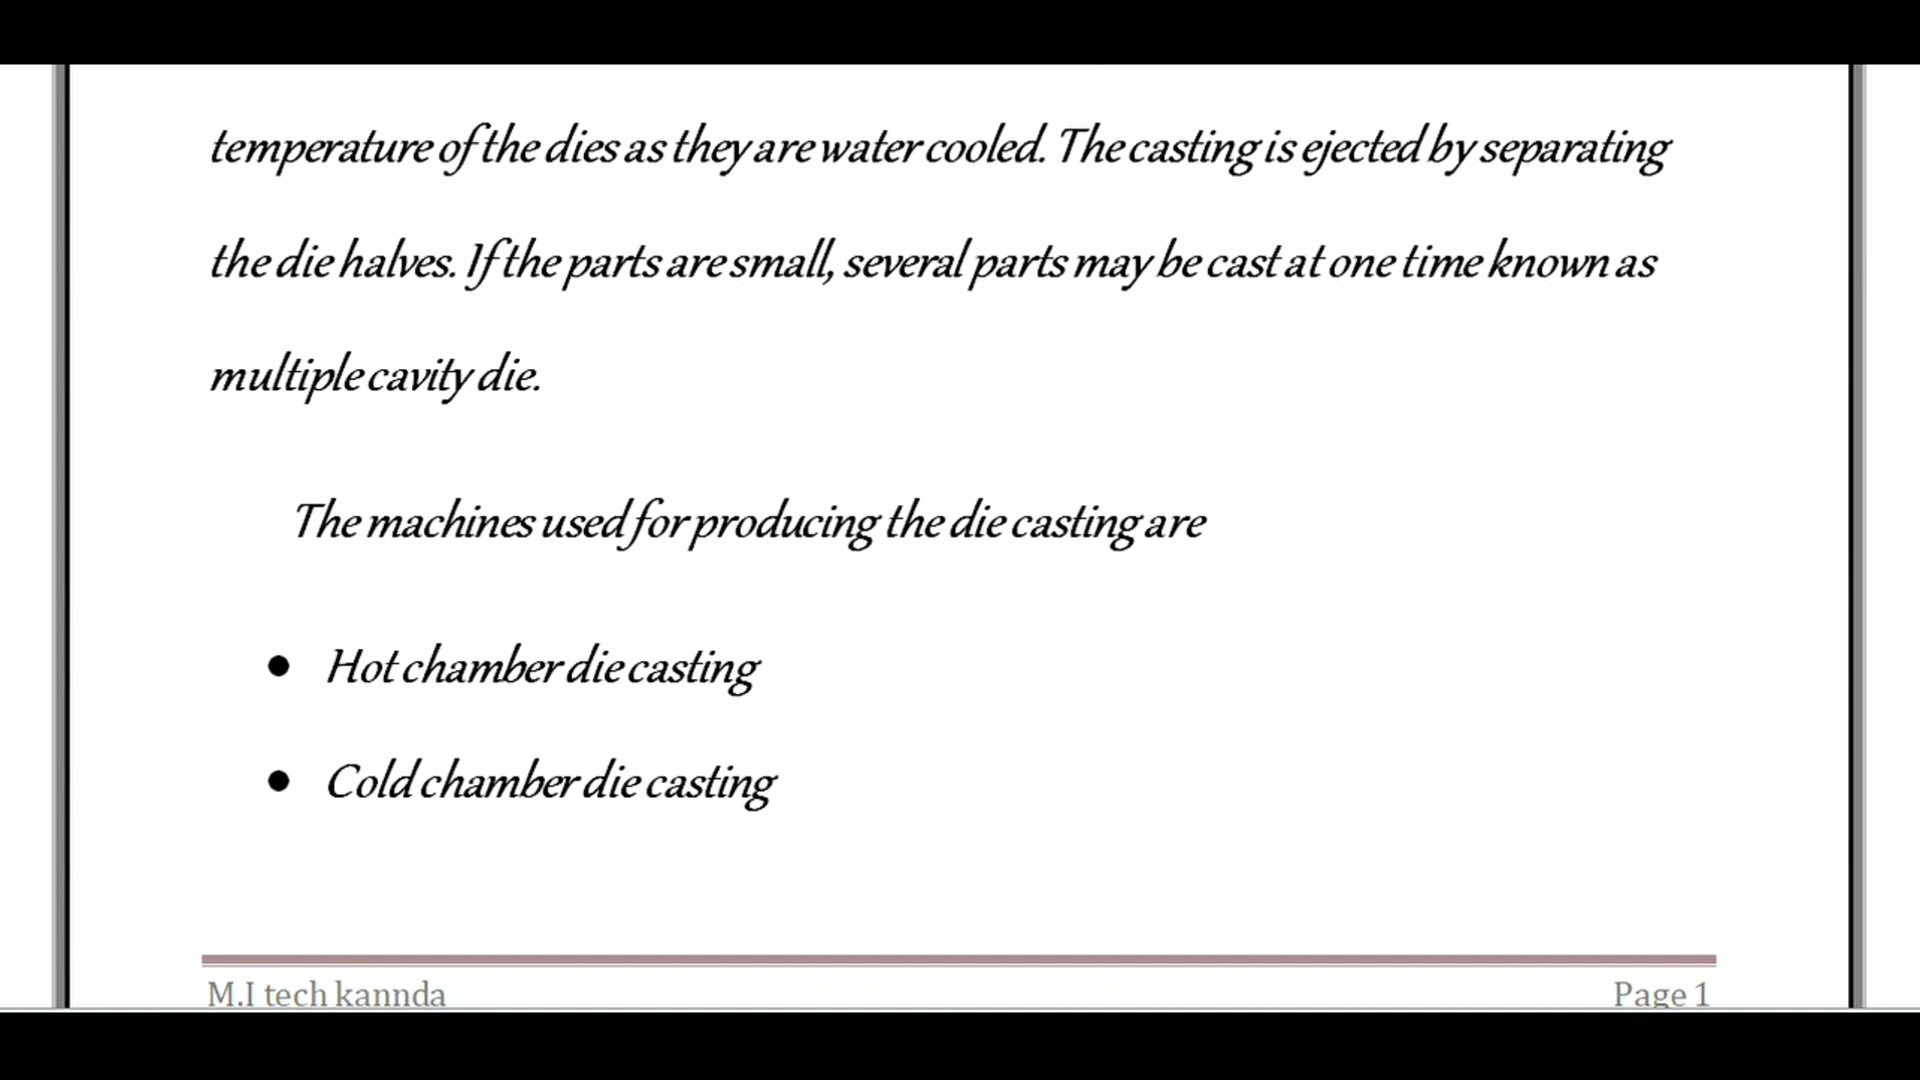 temperature of the dies as they are water cooled. The casting is ejected by separating
the die halves. If the parts are small, several parts may be cast at one time known as
multiple cavity die.
The machines used for producing the die casting are
● Hot chamber die casting
● Cold chamber die casting
M.I tech kannda Page 1